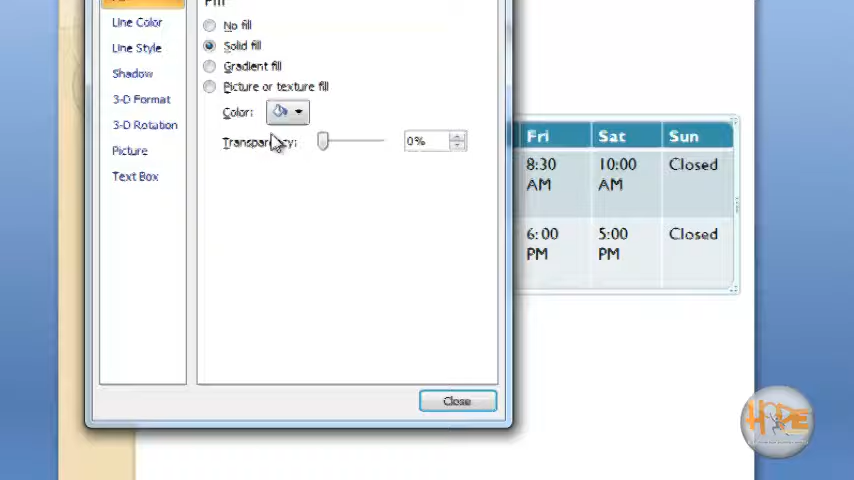 Fill
Line Color
Line Style
Shadow
3-D Format
3-D Rotation
Picture
Text Box
No fill
Solid fill
Gradient fill
Picture or texture fill
Color:
Transparency:
0%
Close
Fri Sat Sun
8:30 AM 10:00 AM Closed
6:00 PM 5:00 PM Closed
HOPE